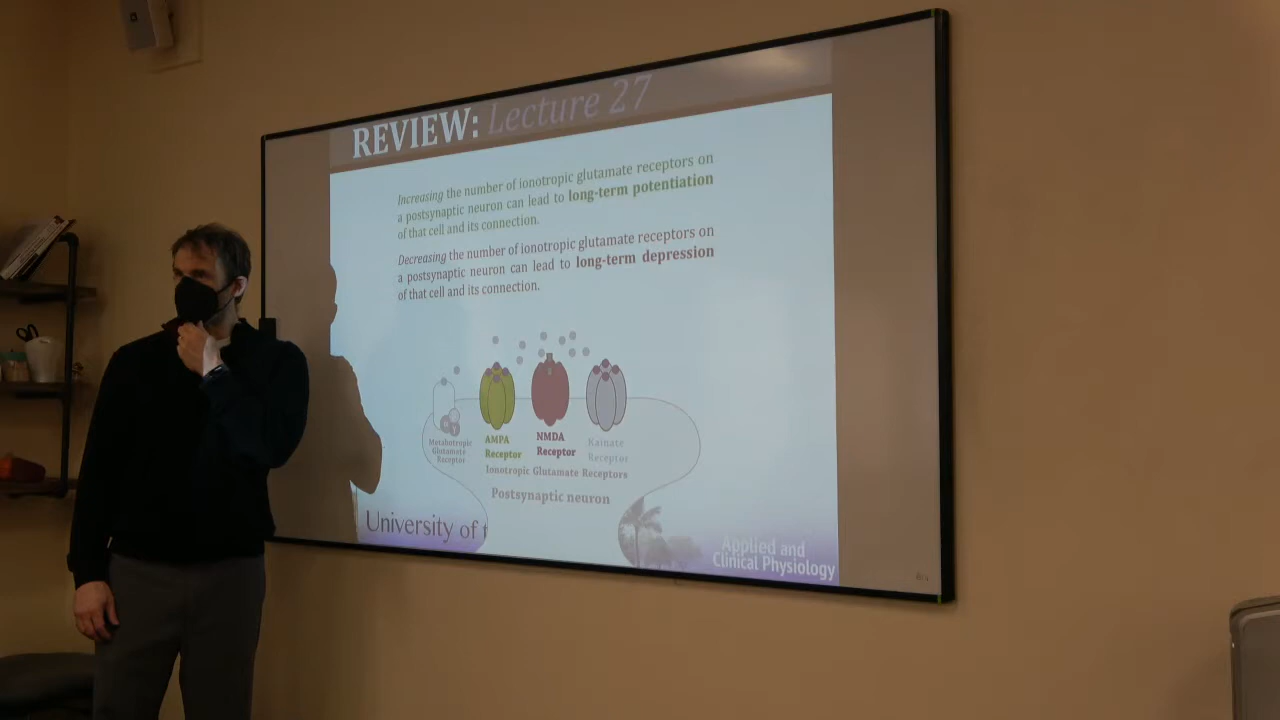 REVIEW: Lecture 27
Increasing the number of ionotropic glutamate receptors on
a postsynaptic neuron can lead to long-term potentiation
of that cell and its connection.
Decreasing the number of ionotropic glutamate receptors on
a postsynaptic neuron can lead to long-term depression
of that cell and its connection.
Metabotropic
Glutamate
Receptor
AMPA
Receptor
NMDA
Receptor
Kainate
Receptor
Ionotropic Glutamate Receptors
Postsynaptic neuron
University of t
Applied and
Clinical Physiology